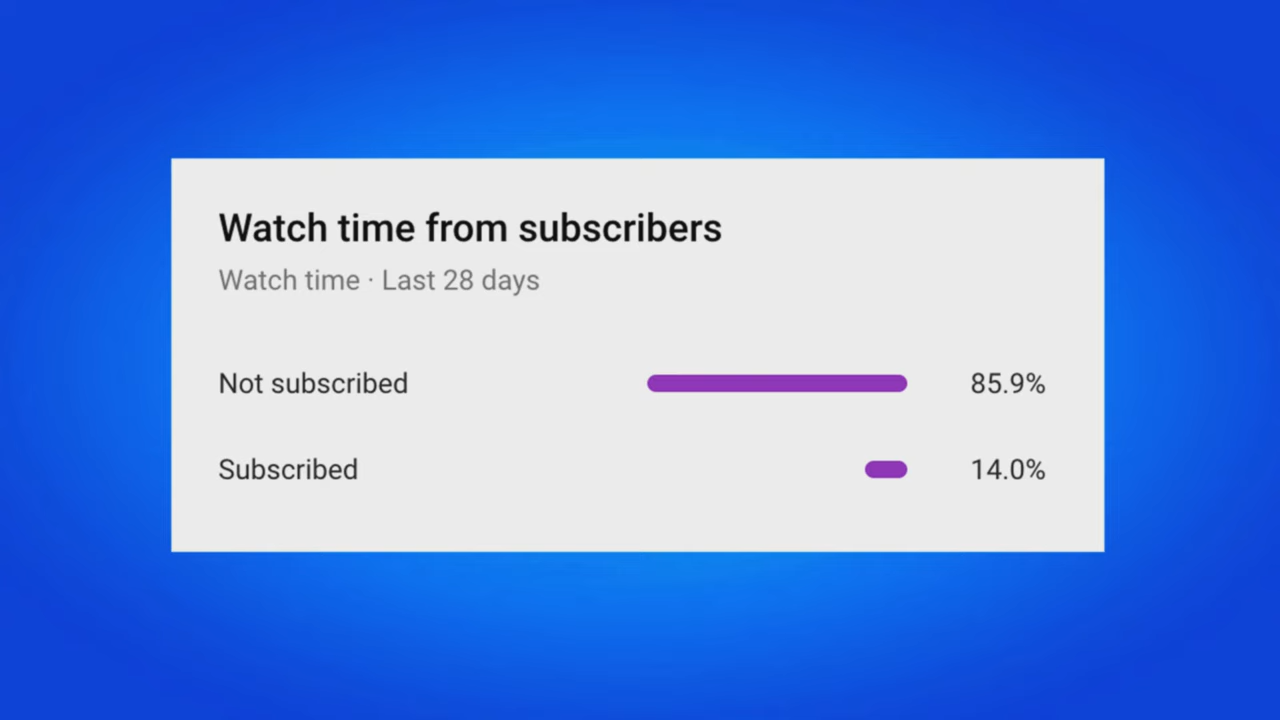 Watch time from subscribers
Watch time · Last 28 days
Not subscribed 85.9%
Subscribed 14.0%